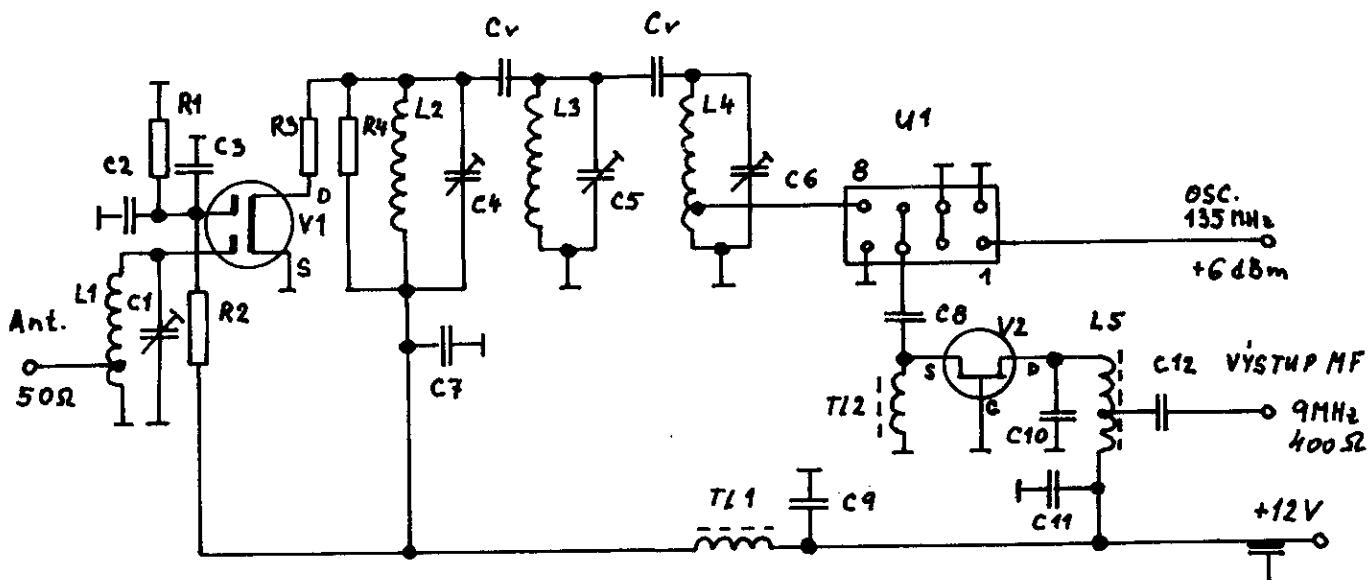 Cv
Cv
R1
C2
C3
R3
R4
L2
C4
L3
C5
L4
C6
U1
8
1
OSC.
135 MHz
+6 dBm
D
V1
S
L1
C1
R2
Ant.
50Ω
C7
C8
V2
S
D
G
L5
C12
VÝSTUP MF
9MHz
400Ω
Tl2
C10
C11
Tl1
C9
+12V